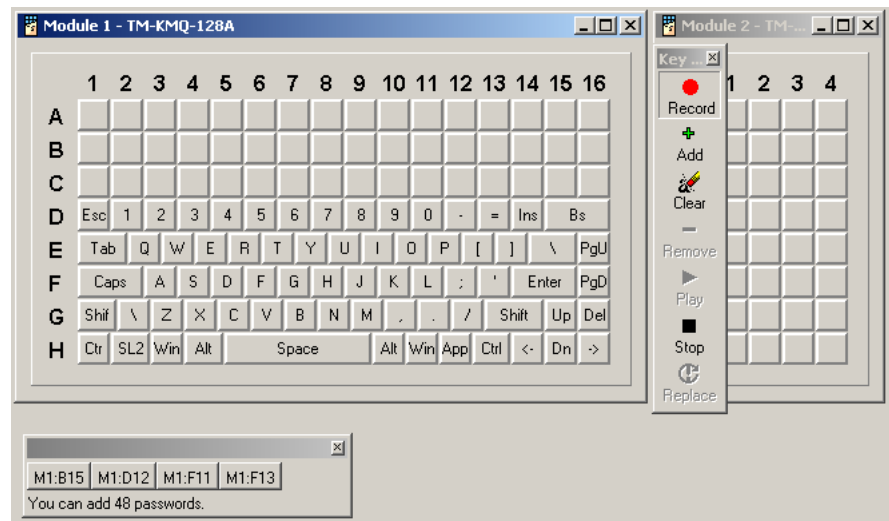 Module 1 - TM-KMQ-128A
Module 2 - TM-...
Key ...
1 2 3 4 5 6 7 8 9 10 11 12 13 14 15 16
1 2 3 4
A
B
C
D Esc 1 2 3 4 5 6 7 8 9 0 - = Ins Bs
E Tab Q W E R T Y U I O P [ ] \ PgU
F Caps A S D F G H J K L ; ' Enter PgD
G Shif \ Z X C V B N M , . / Shift Up Del
H Ctr SL2 Win Alt Space Alt Win App Ctrl <- Dn ->
Record
Add
Clear
Remove
Play
Stop
Replace
M1:B15 M1:D12 M1:F11 M1:F13
You can add 48 passwords.